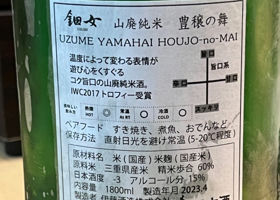 鈿女 山廃純米 豊穣の舞
UZUME YAMAHAI HOUJO-no-MAI
温度によって変わる表情が
遊び心をくすぐる
コク旨口の山廃純米酒。
IWC2017トロフィー受賞
辛口
旨口系
甘口
スッキリ
HOT
AT RT
COLD
ペアフード すき焼き、煮魚、おでんなど
保存方法 直射日光を避け常温(5-20℃程度)
原材料 米(国産)米麹(国産米)
原料米 三重県産米 精米歩合 60%
日本酒度 -3 アルコール分 15%
1800ml 製造年月 2023.4